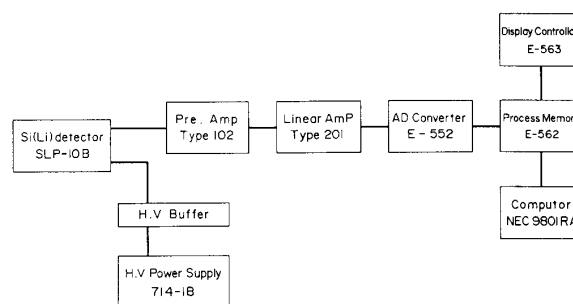 Display Controlle
E-563
Pre. Amp
Type 102
Linear AmP
Type 201
AD Converter
E-552
Process Memor
E-562
Si(Li) detector
SLP-10B
H.V Buffer
Computor
NEC 9801RA
H.V Power Supply
714-1B